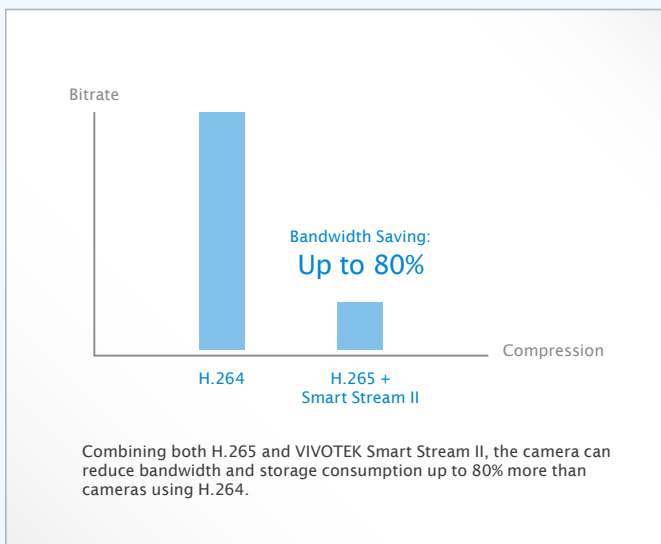 Bitrate
Bandwidth Saving:
Up to 80%
Compression
H.264
H.265 +
Smart Stream II
Combining both H.265 and VIVOTEK Smart Stream II, the camera can
reduce bandwidth and storage consumption up to 80% more than
cameras using H.264.